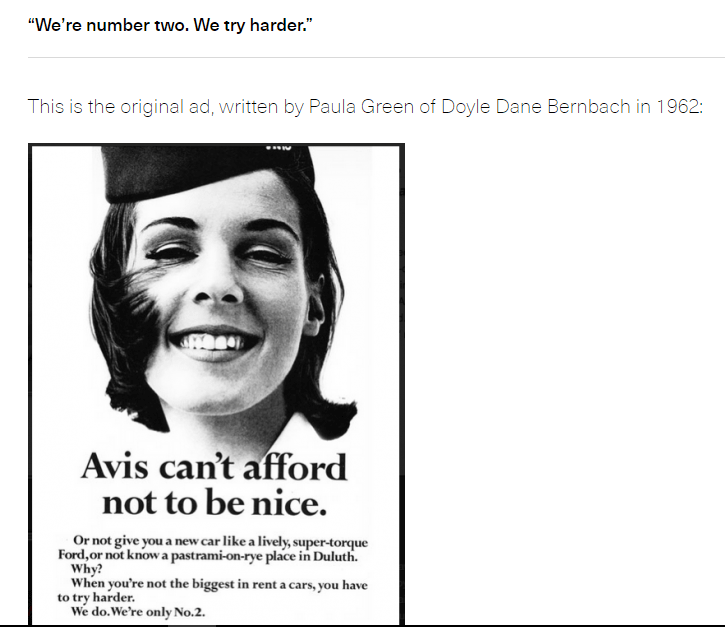 “We’re number two. We try harder.”
This is the original ad, written by Paula Green of Doyle Dane Bernbach in 1962:
Avis can't afford
not to be nice.
Or not give you a new car like a lively, super-torque
Ford, or not know a pastrami-on-rye place in Duluth.
Why?
When you're not the biggest in rent a cars, you have
to try harder.
We do. We're only No. 2.